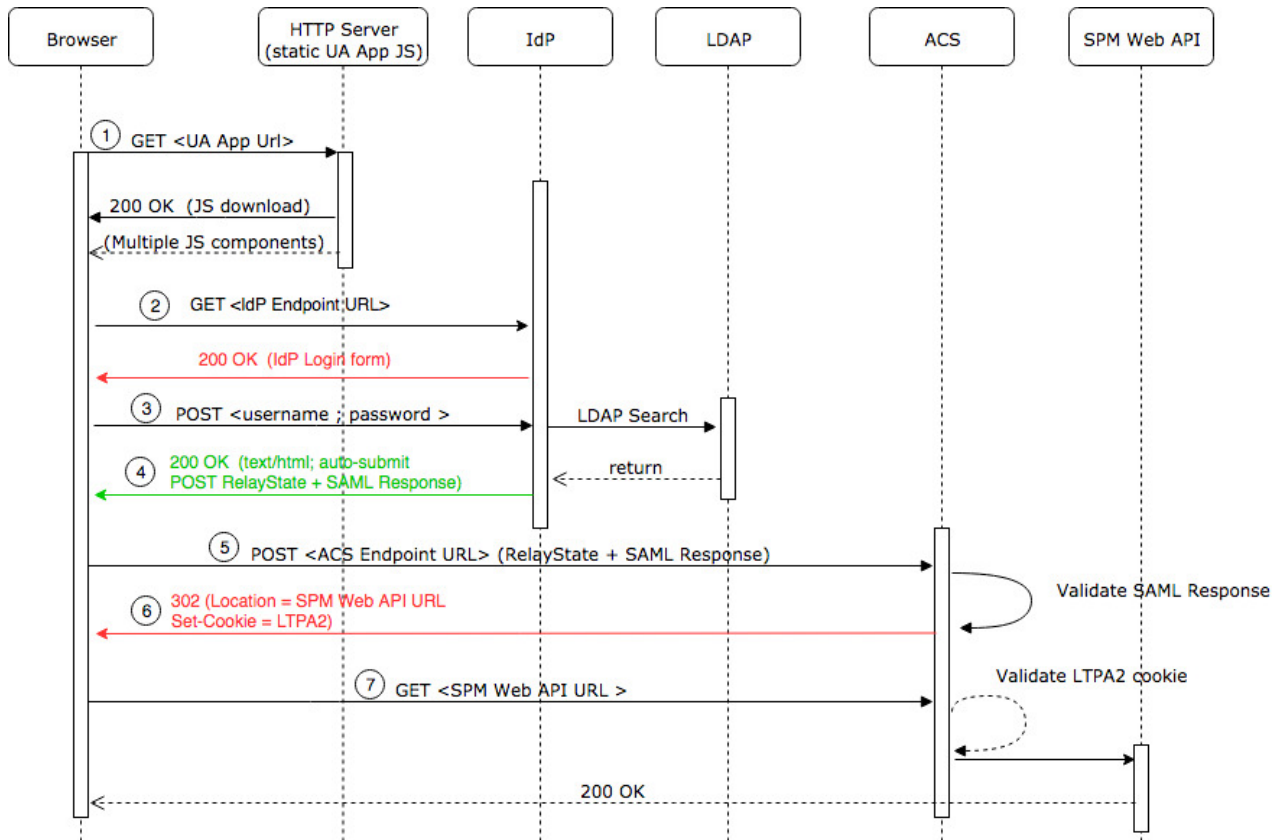 Browser
HTTP Server
(static UA App JS)
IdP
LDAP
ACS
SPM Web API
1
GET <UA App Url>
200 OK (JS download)
(Multiple JS components)
2
GET <IdP Endpoint URL>
200 OK (IdP Login form)
3
POST <username ; password >
LDAP Search
4
200 OK (text/html; auto-submit
POST RelayState + SAML Response)
return
5
POST <ACS Endpoint URL> (RelayState + SAML Response)
Validate SAML Response
6
302 (Location = SPM Web API URL
Set-Cookie = LTPA2)
7
GET <SPM Web API URL >
Validate LTPA2 cookie
200 OK